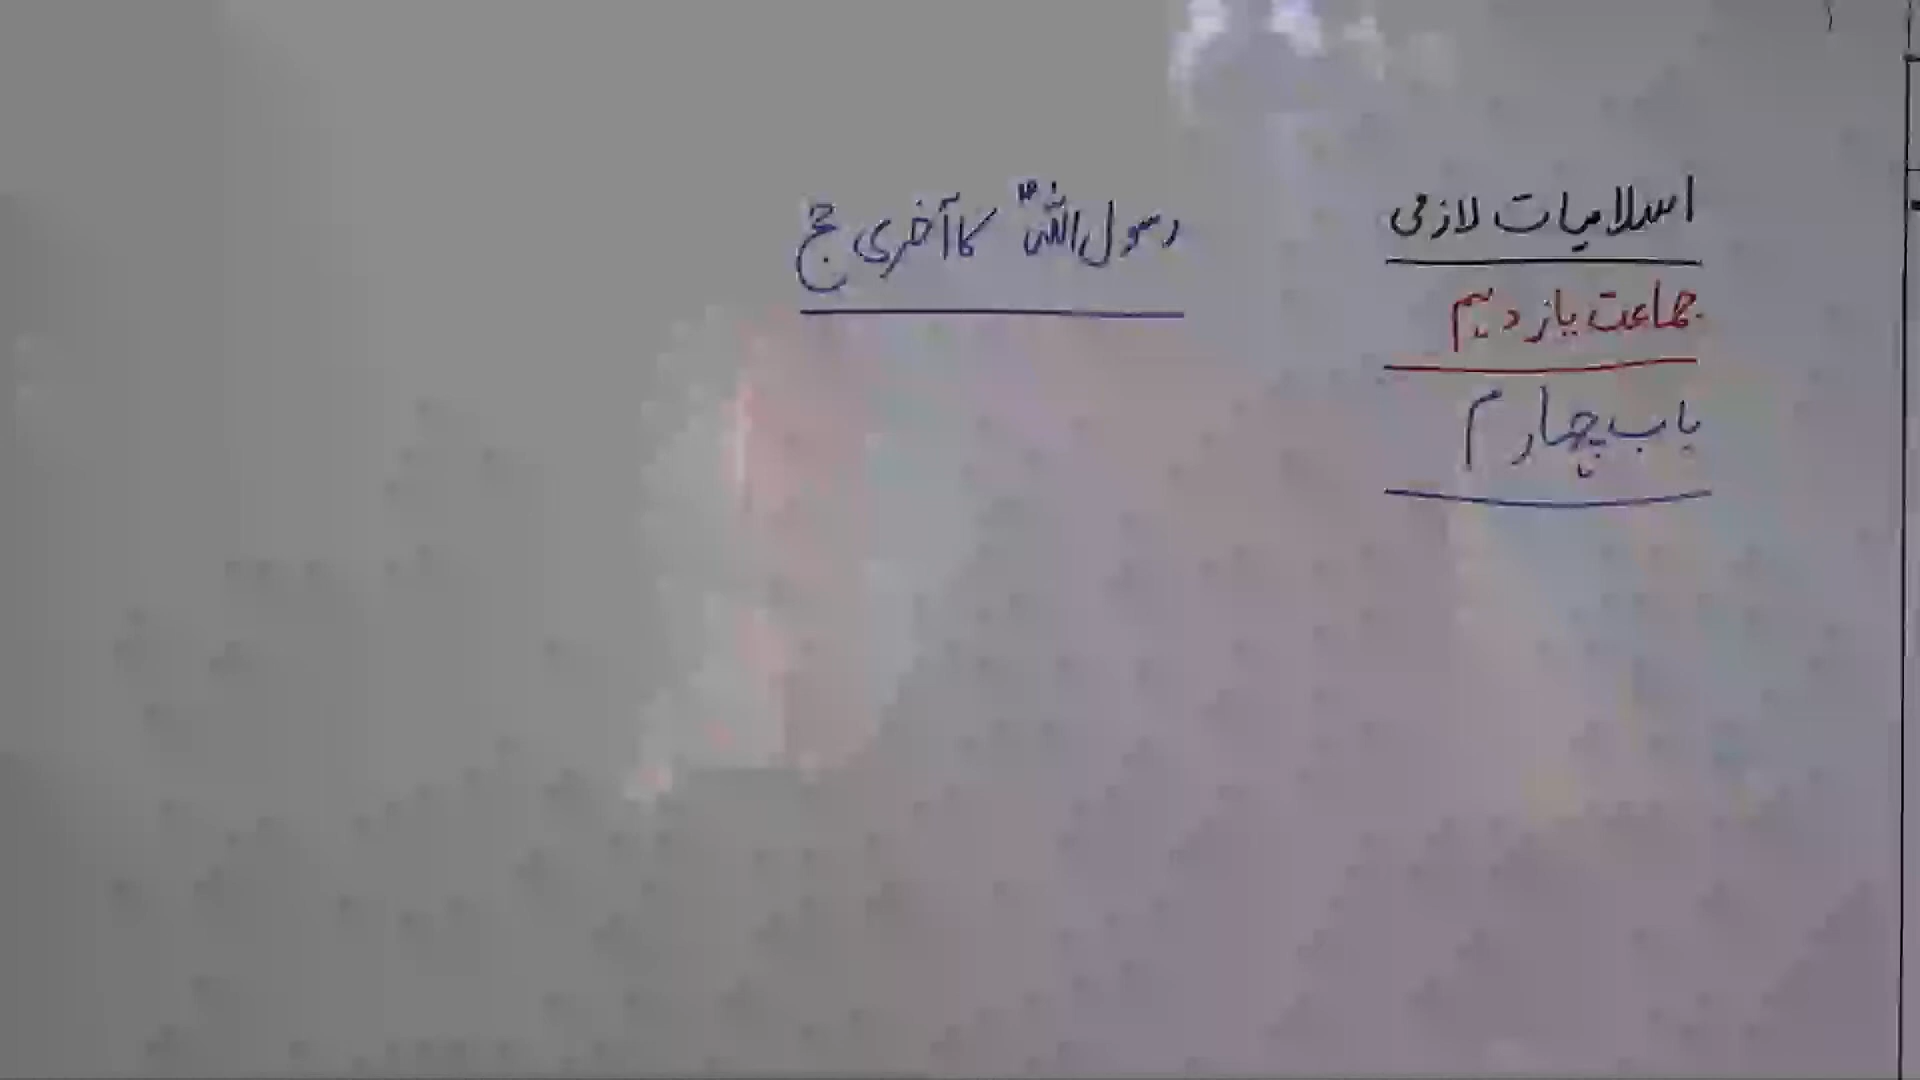 اسلامیات لازمی
جماعت یازدہم
باب چہارم
رسول اللہؐ کا آخری حج